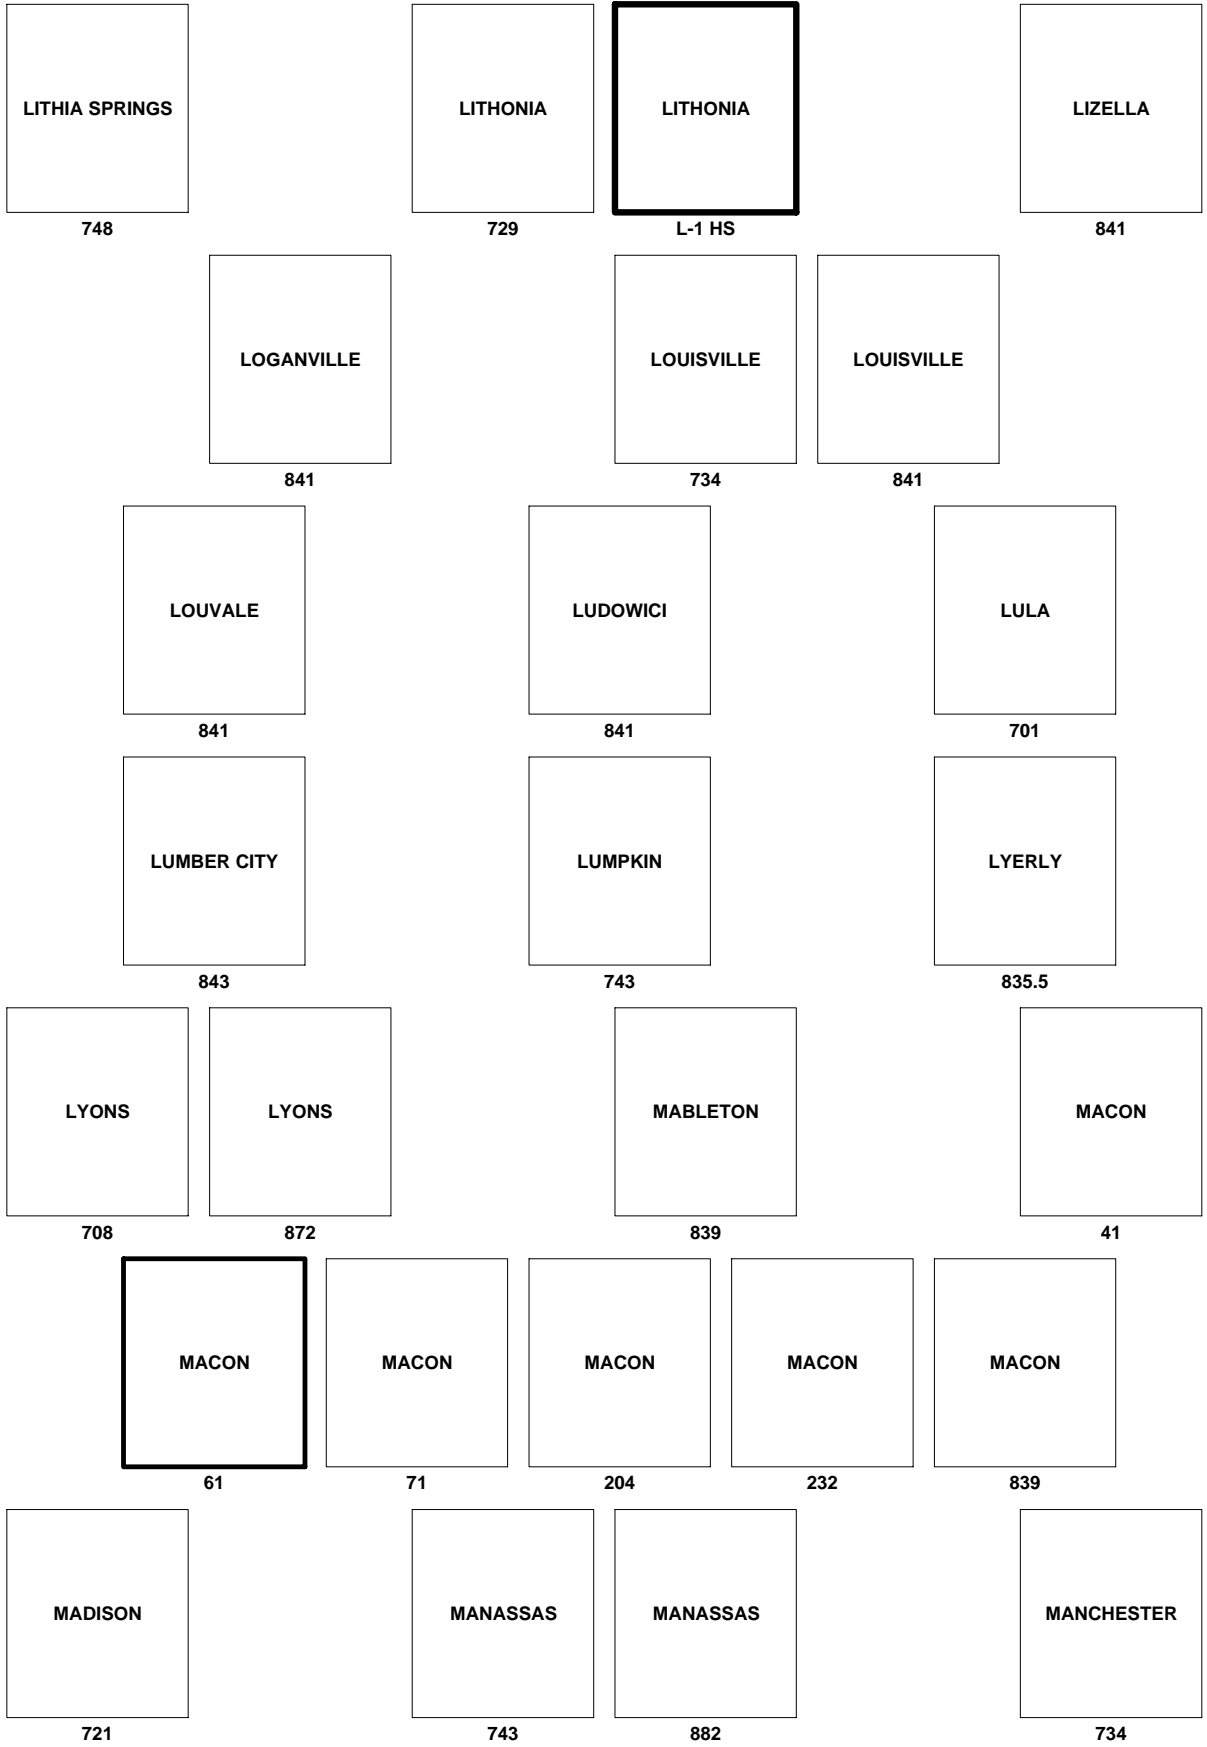 LITHIA SPRINGS LITHONIA LITHONIA LIZELLA
748 729 L-1 HS 841
LOGANVILLE LOUISVILLE LOUISVILLE
841 734 841
LOUVALE LUDOWICI LULA
841 841 701
LUMBER CITY LUMPKIN LYERLY
843 743 835.5
LYONS LYONS MABLETON MACON
708 872 839 41
MACON MACON MACON MACON MACON
61 71 204 232 839
MADISON MANASSAS MANASSAS MANCHESTER
721 743 882 734